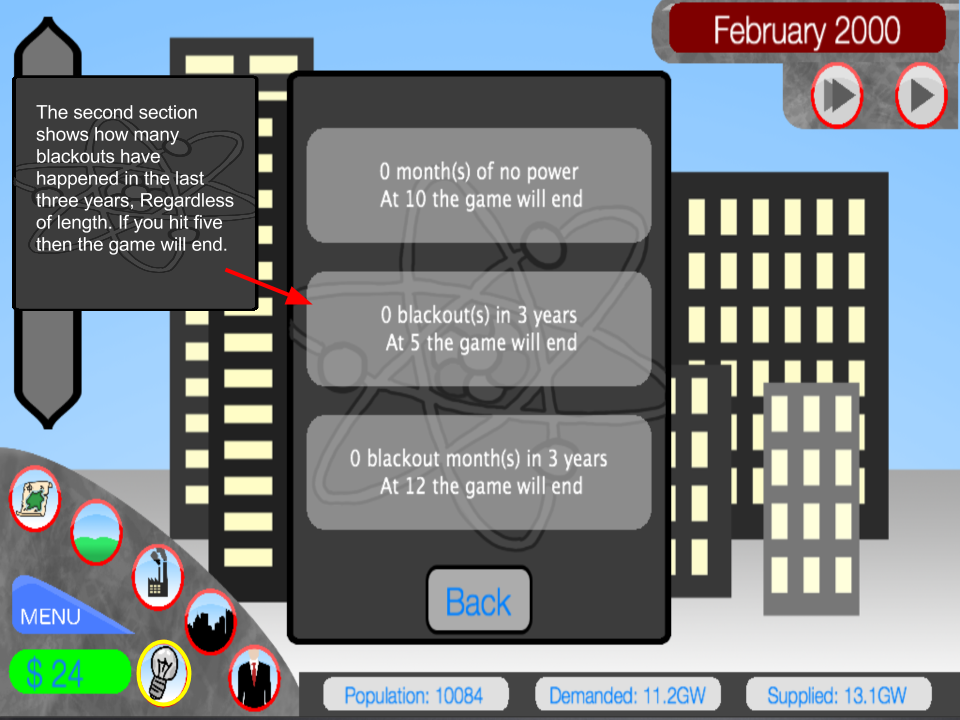 February 2000
The second section
shows how many
blackouts have
happened in the last
three years, Regardless
of length. If you hit five
then the game will end.
0 month(s) of no power
At 10 the game will end
0 blackout(s) in 3 years
At 5 the game will end
0 blackout month(s) in 3 years
At 12 the game will end
Back
MENU
$ 24
Population: 10084
Demanded: 11.2GW
Supplied: 13.1GW